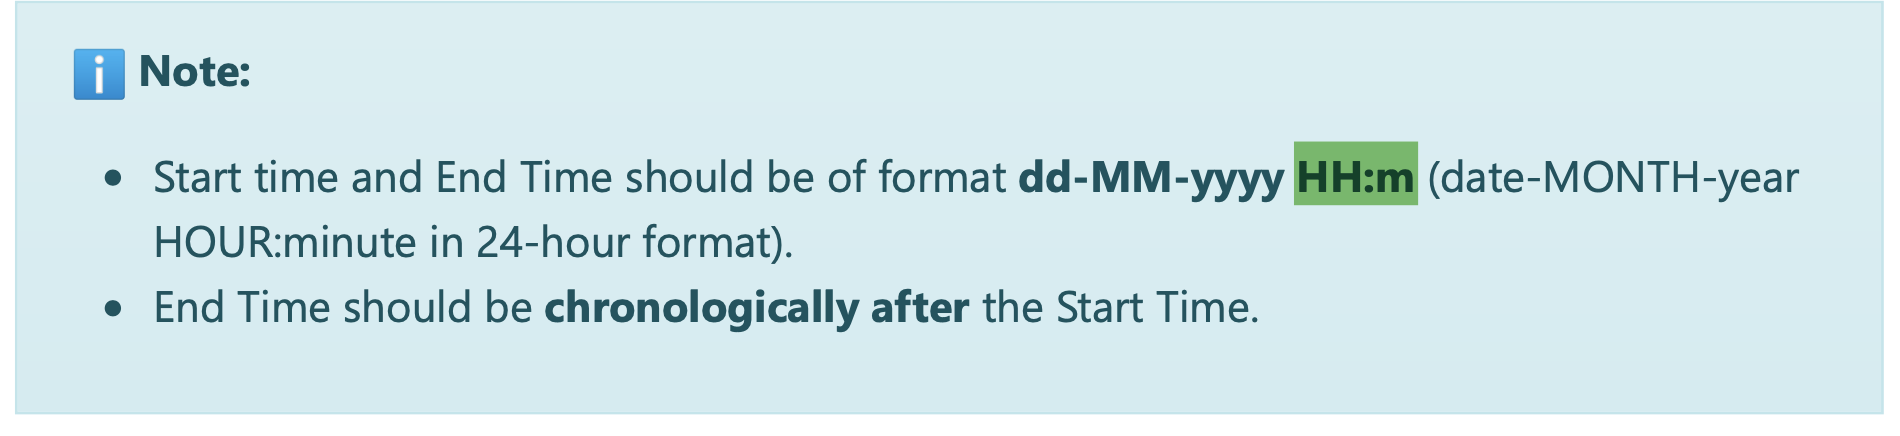 ℹ️ Note:
• Start time and End Time should be of format dd-MM-yyyy HH:m (date-MONTH-year
HOUR:minute in 24-hour format).
• End Time should be chronologically after the Start Time.